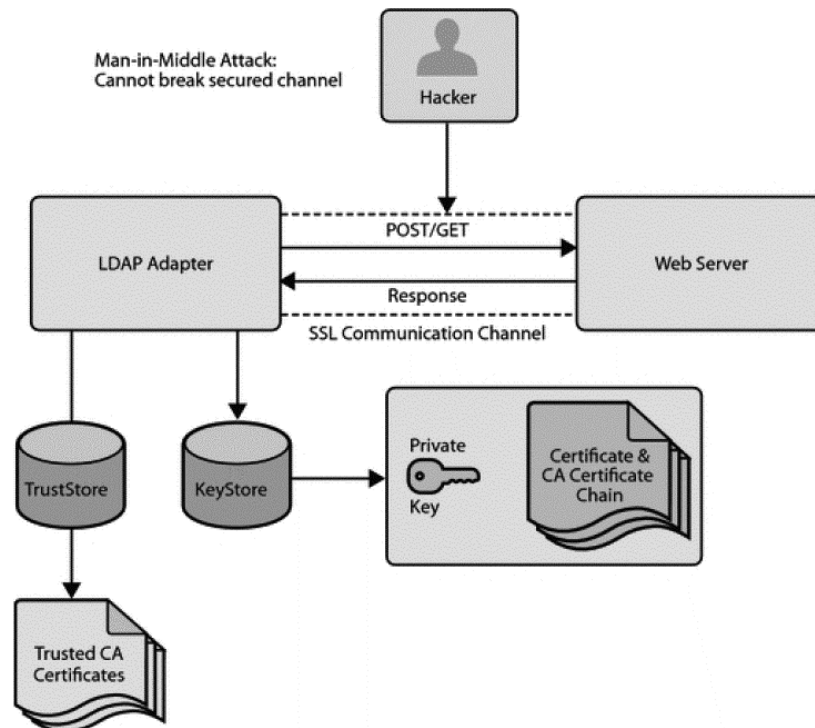 Man-in-Middle Attack:
Cannot break secured channel
Hacker
LDAP Adapter
POST/GET
Response
SSL Communication Channel
Web Server
TrustStore
KeyStore
Private
Key
Certificate &
CA Certificate
Chain
Trusted CA
Certificates